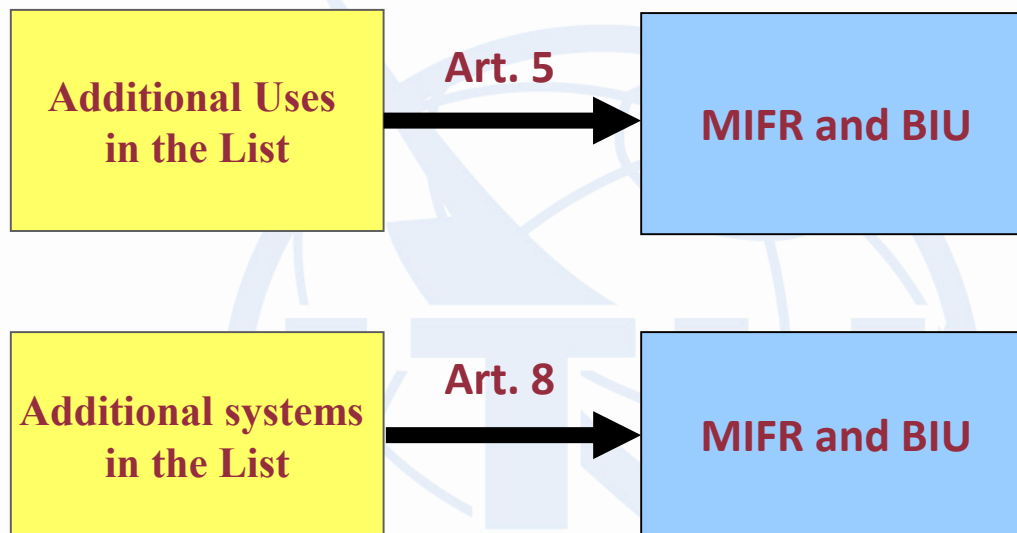 Additional Uses
in the List
Art. 5
MIFR and BIU
Additional systems
in the List
Art. 8
MIFR and BIU